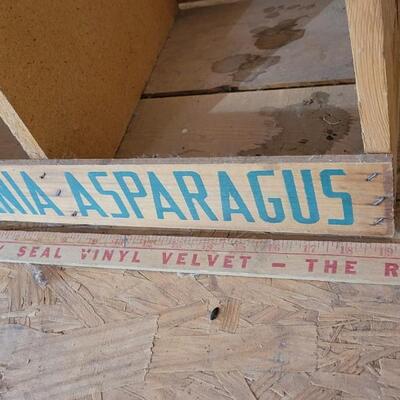 NIA ASPARAGUS
SEAL VINYL VELVET - THE R